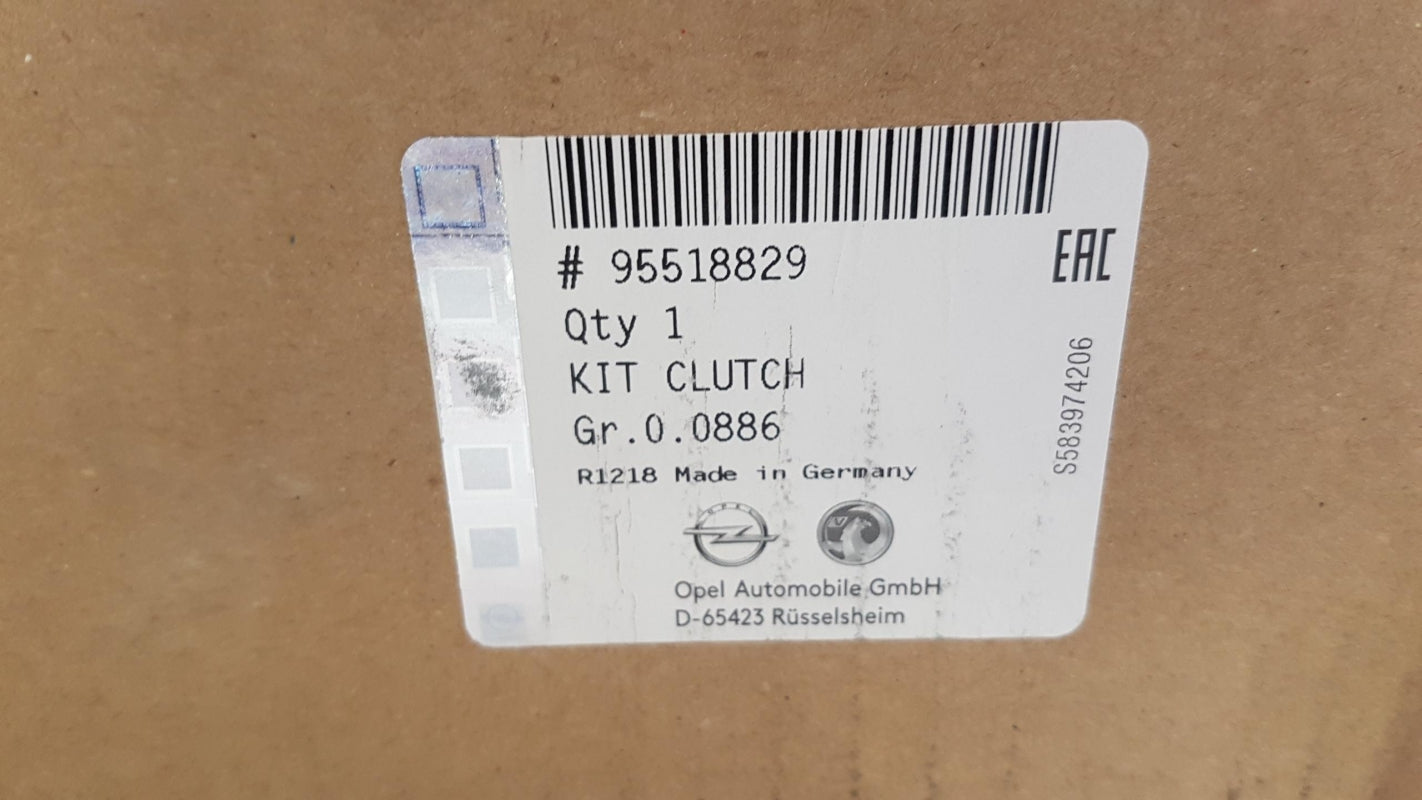 # 95518829
EAC
Qty 1
KIT CLUTCH
Gr.0.0886
R1218 Made in Germany
S583974206
OPEL
V
Opel Automobile GmbH
D-65423 Rüsselsheim